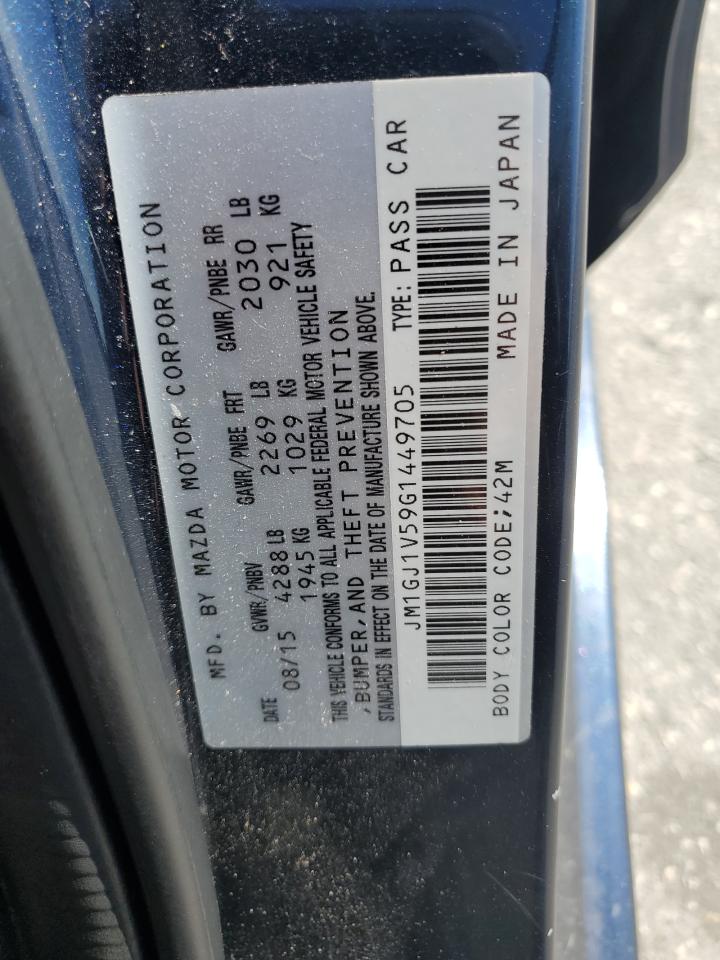 MFD. BY MAZDA MOTOR CORPORATION
DATE GVWR/PNBV GAWR/PNBE FRT GAWR/PNBE RR
08/15 4288 LB 2269 LB 2030 LB
1945 KG 1029 KG 921 KG
THIS VEHICLE CONFORMS TO ALL APPLICABLE FEDERAL MOTOR VEHICLE SAFETY
,BUMPER, AND THEFT PREVENTION
STANDARDS IN EFFECT ON THE DATE OF MANUFACTURE SHOWN ABOVE.
JM1GJ1V59G1449705 TYPE: PASS CAR
BODY COLOR CODE;42M MADE IN JAPAN